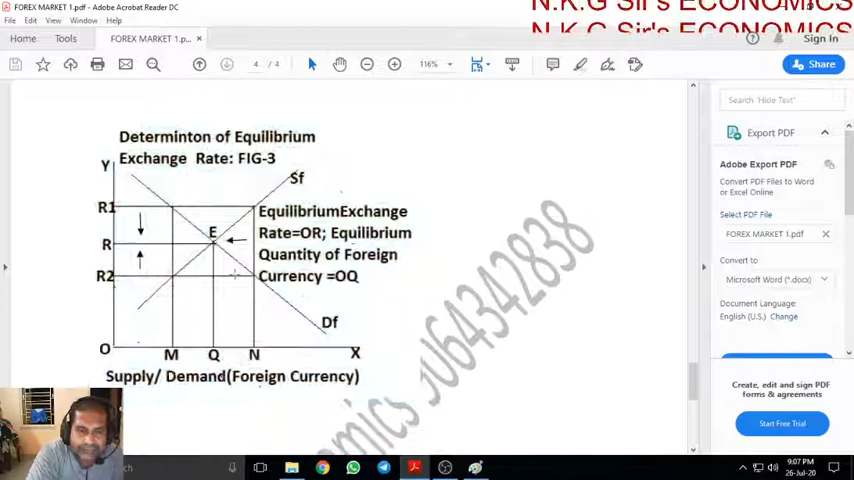 FOREX MARKET 1.pdf - Adobe Acrobat Reader DC
N.K.G Sir's ECONOMICS
File Edit View Window Help
Home Tools FOREX MARKET 1.pdf... × Sign In
4 / 4 116% Share
Determinton of Equilibrium
Exchange Rate: FIG-3
Y
Sf
R1
EquilibriumExchange
E
Rate=OR; Equilibrium
R
Quantity of Foreign
R2
Currency =OQ
Df
O M Q N X
Supply/ Demand(Foreign Currency)
Search "Hide Text"
Export PDF
Adobe Export PDF
Convert PDF Files to Word
or Excel Online
Select PDF File
FOREX MARKET 1.pdf ×
Convert to
Microsoft Word (*.docx)
Document Language:
English (U.S.) Change
Create, edit and sign PDF
forms & agreements
Start Free Trial
9:07 PM
26-Jul-20